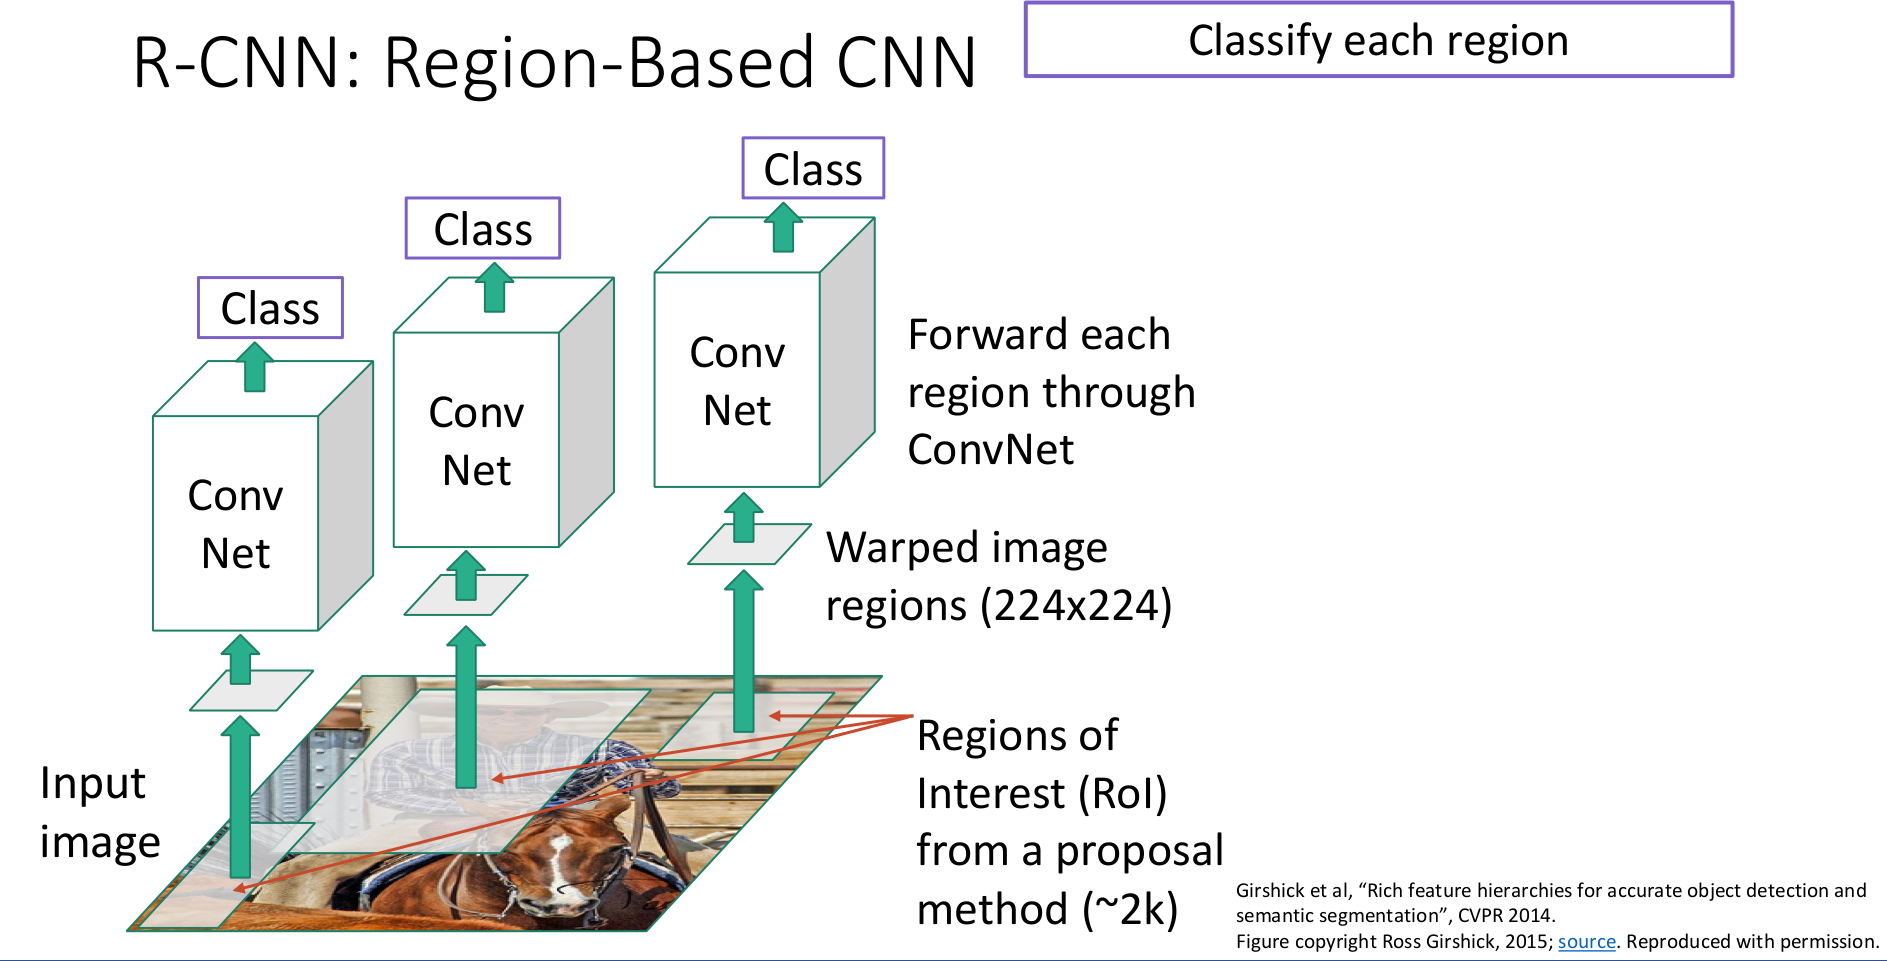 R-CNN: Region-Based CNN
Classify each region
Class
Class
Class
Conv
Net
Conv
Net
Conv
Net
Forward each
region through
ConvNet
Warped image
regions (224x224)
Input
image
Regions of
Interest (RoI)
from a proposal
method (~2k)
Girshick et al, “Rich feature hierarchies for accurate object detection and
semantic segmentation”, CVPR 2014.
Figure copyright Ross Girshick, 2015; source. Reproduced with permission.